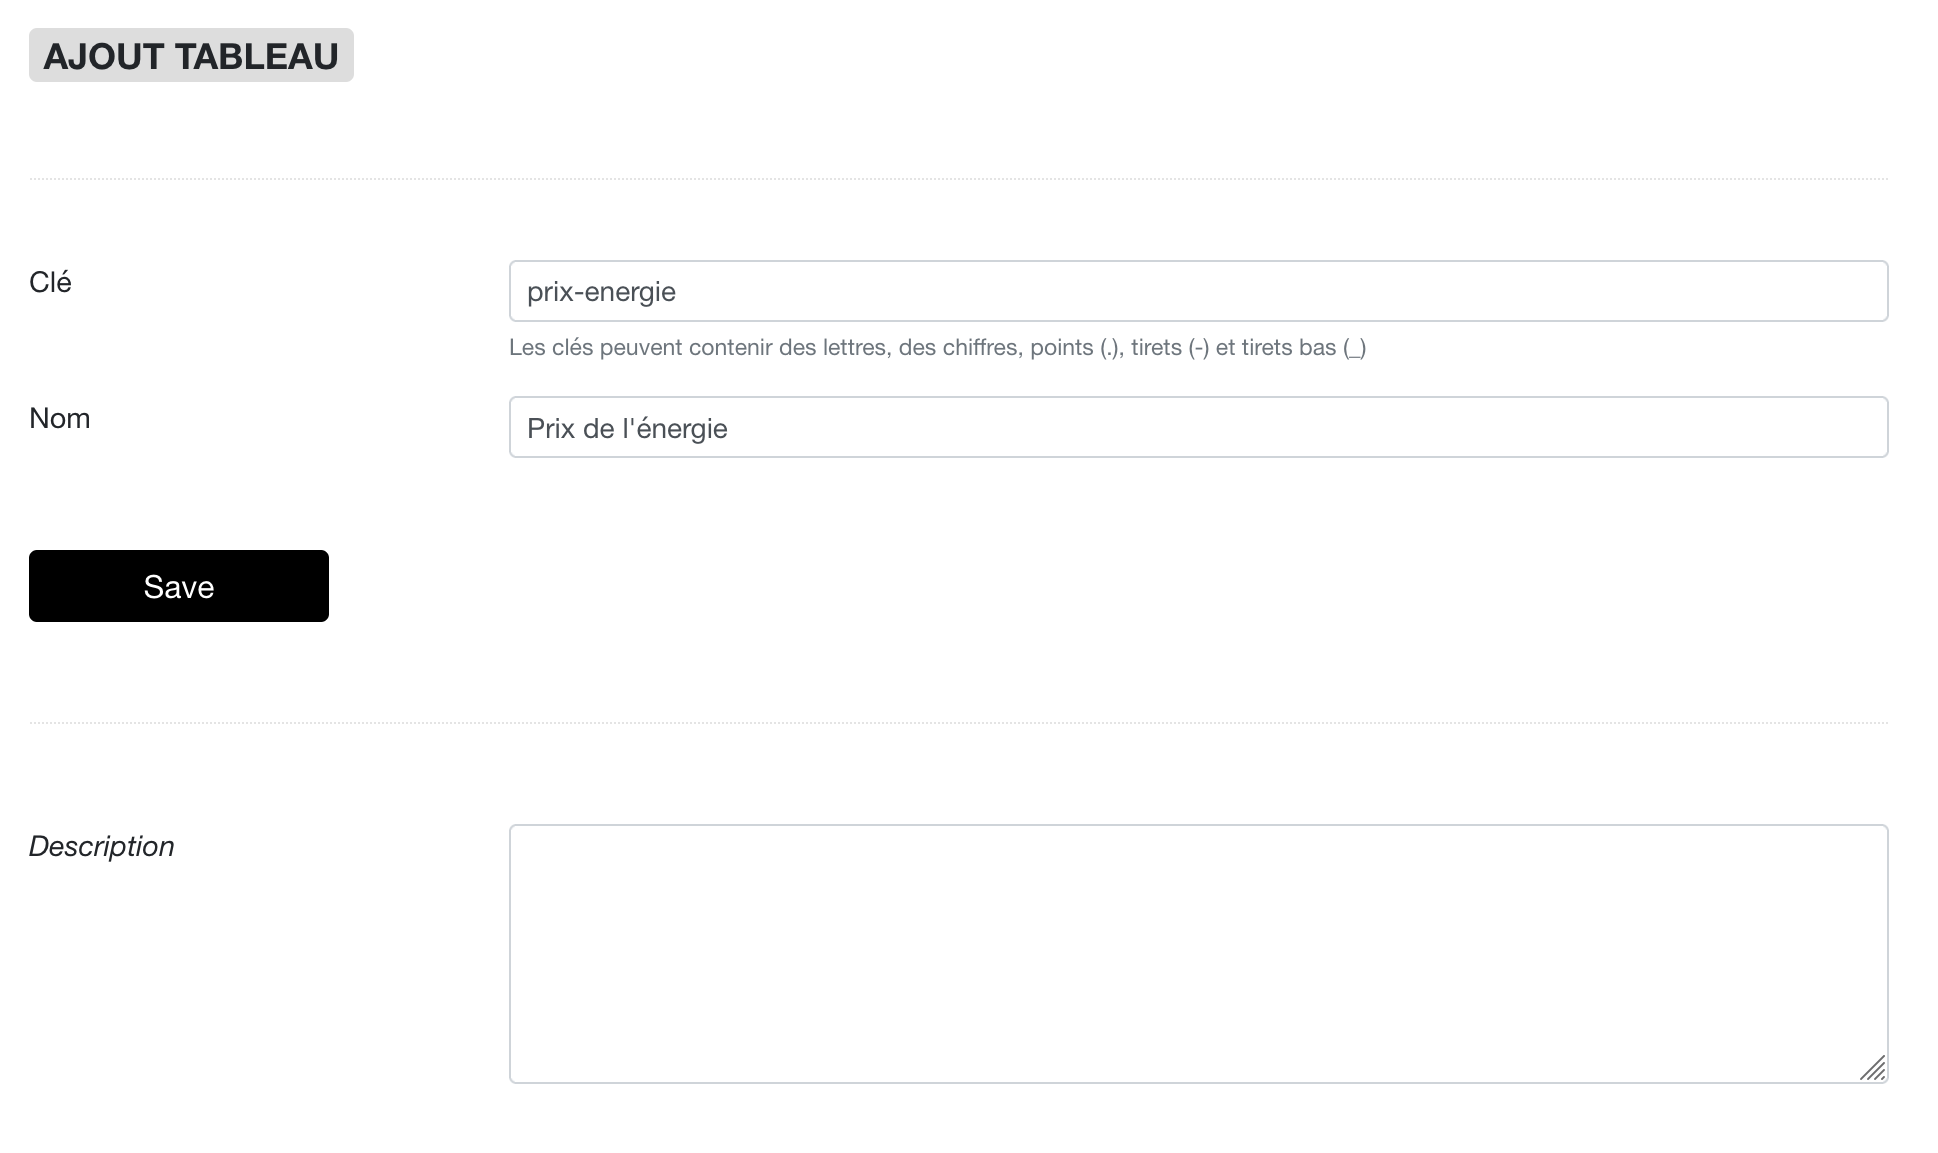 AJOUT TABLEAU
Clé
prix-energie
Les clés peuvent contenir des lettres, des chiffres, points (.), tirets (-) et tirets bas (_)
Nom
Prix de l'énergie
Save
Description